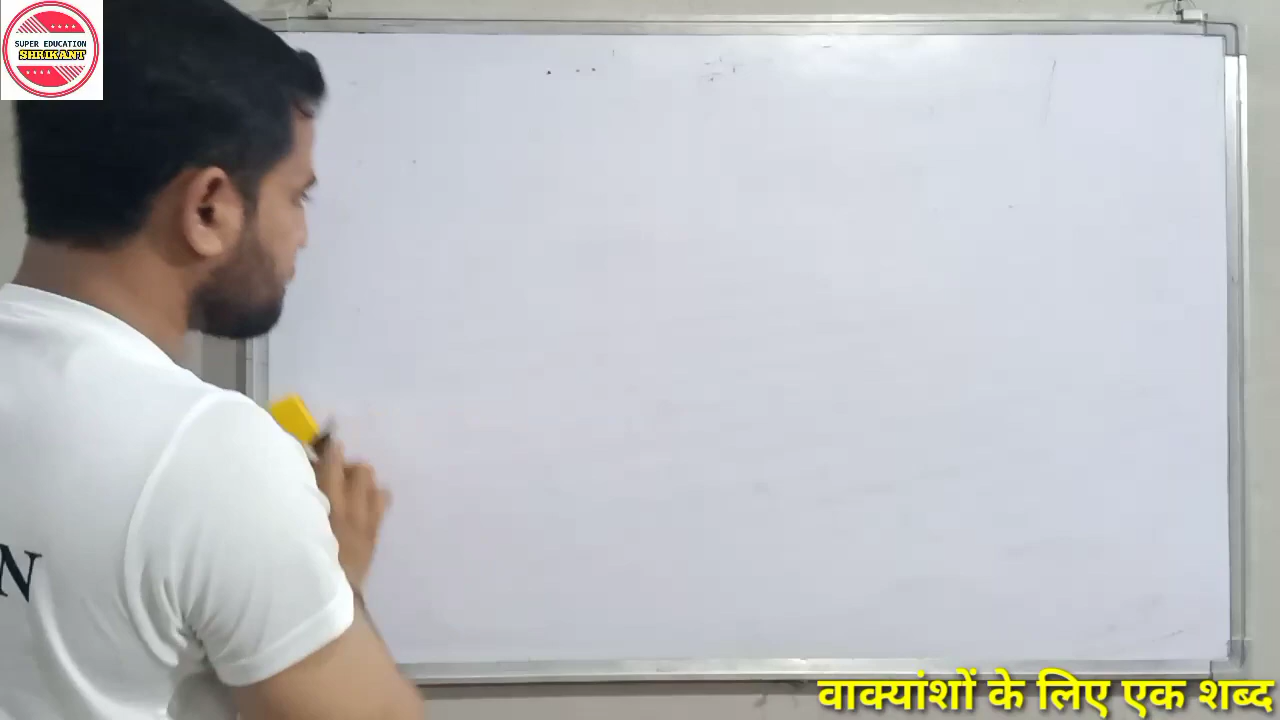 SUPER EDUCATION
SHRIKANT
N
वाक्यांशों के लिए एक शब्द